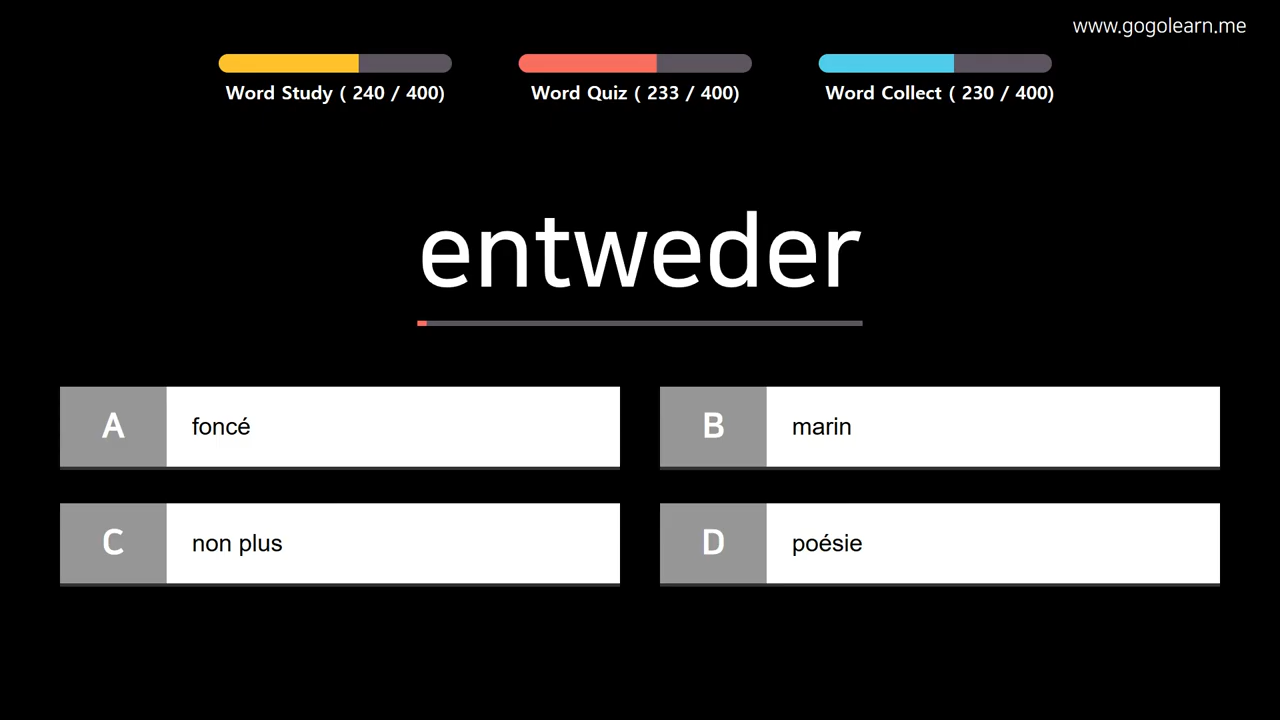 www.gogolearn.me
Word Study ( 240 / 400)
Word Quiz ( 233 / 400)
Word Collect ( 230 / 400)
entweder
A foncé
B marin
C non plus
D poésie